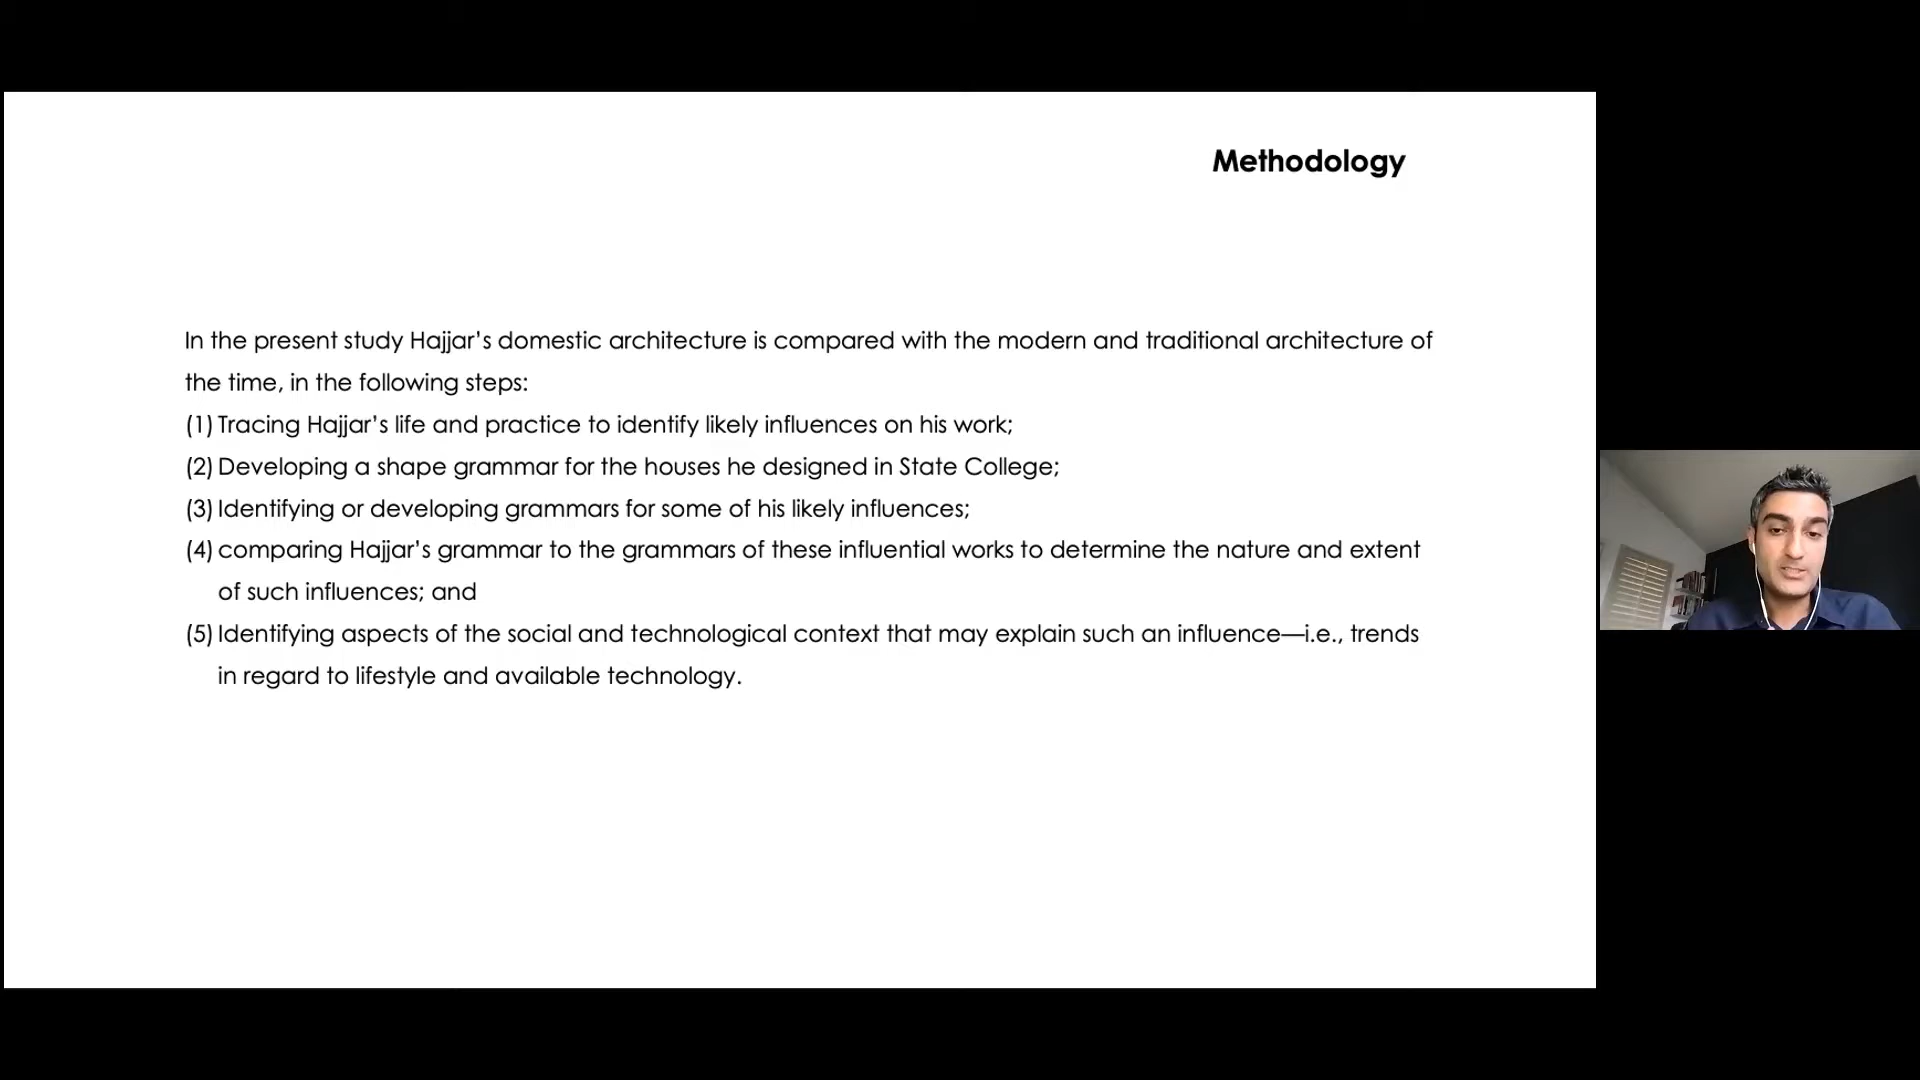 Methodology
In the present study Hajjar's domestic architecture is compared with the modern and traditional architecture of
the time, in the following steps:
(1) Tracing Hajjar's life and practice to identify likely influences on his work;
(2) Developing a shape grammar for the houses he designed in State College;
(3) Identifying or developing grammars for some of his likely influences;
(4) comparing Hajjar's grammar to the grammars of these influential works to determine the nature and extent
of such influences; and
(5) Identifying aspects of the social and technological context that may explain such an influence—i.e., trends
in regard to lifestyle and available technology.